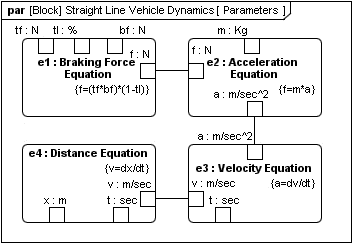 par [Block] Straight Line Vehicle Dynamics [ Parameters ]
tf : N tl : % bf : N m : Kg
f : N f : N
e1 : Braking Force
Equation
{f=(tf*bf)*(1-tl)}
e2 : Acceleration
Equation
{f=m*a}
a : m/sec^2
a : m/sec^2
e4 : Distance Equation
{v=dx/dt}
v : m/sec
x : m t : sec
e3 : Velocity Equation
v : m/sec {a=dv/dt}
t : sec